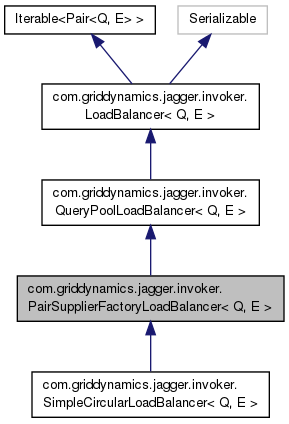 Iterable<Pair<Q, E> >
Serializable
com.griddynamics.jagger.invoker.
LoadBalancer< Q, E >
com.griddynamics.jagger.invoker.
QueryPoolLoadBalancer< Q, E >
com.griddynamics.jagger.invoker.
PairSupplierFactoryLoadBalancer< Q, E >
com.griddynamics.jagger.invoker.
SimpleCircularLoadBalancer< Q, E >